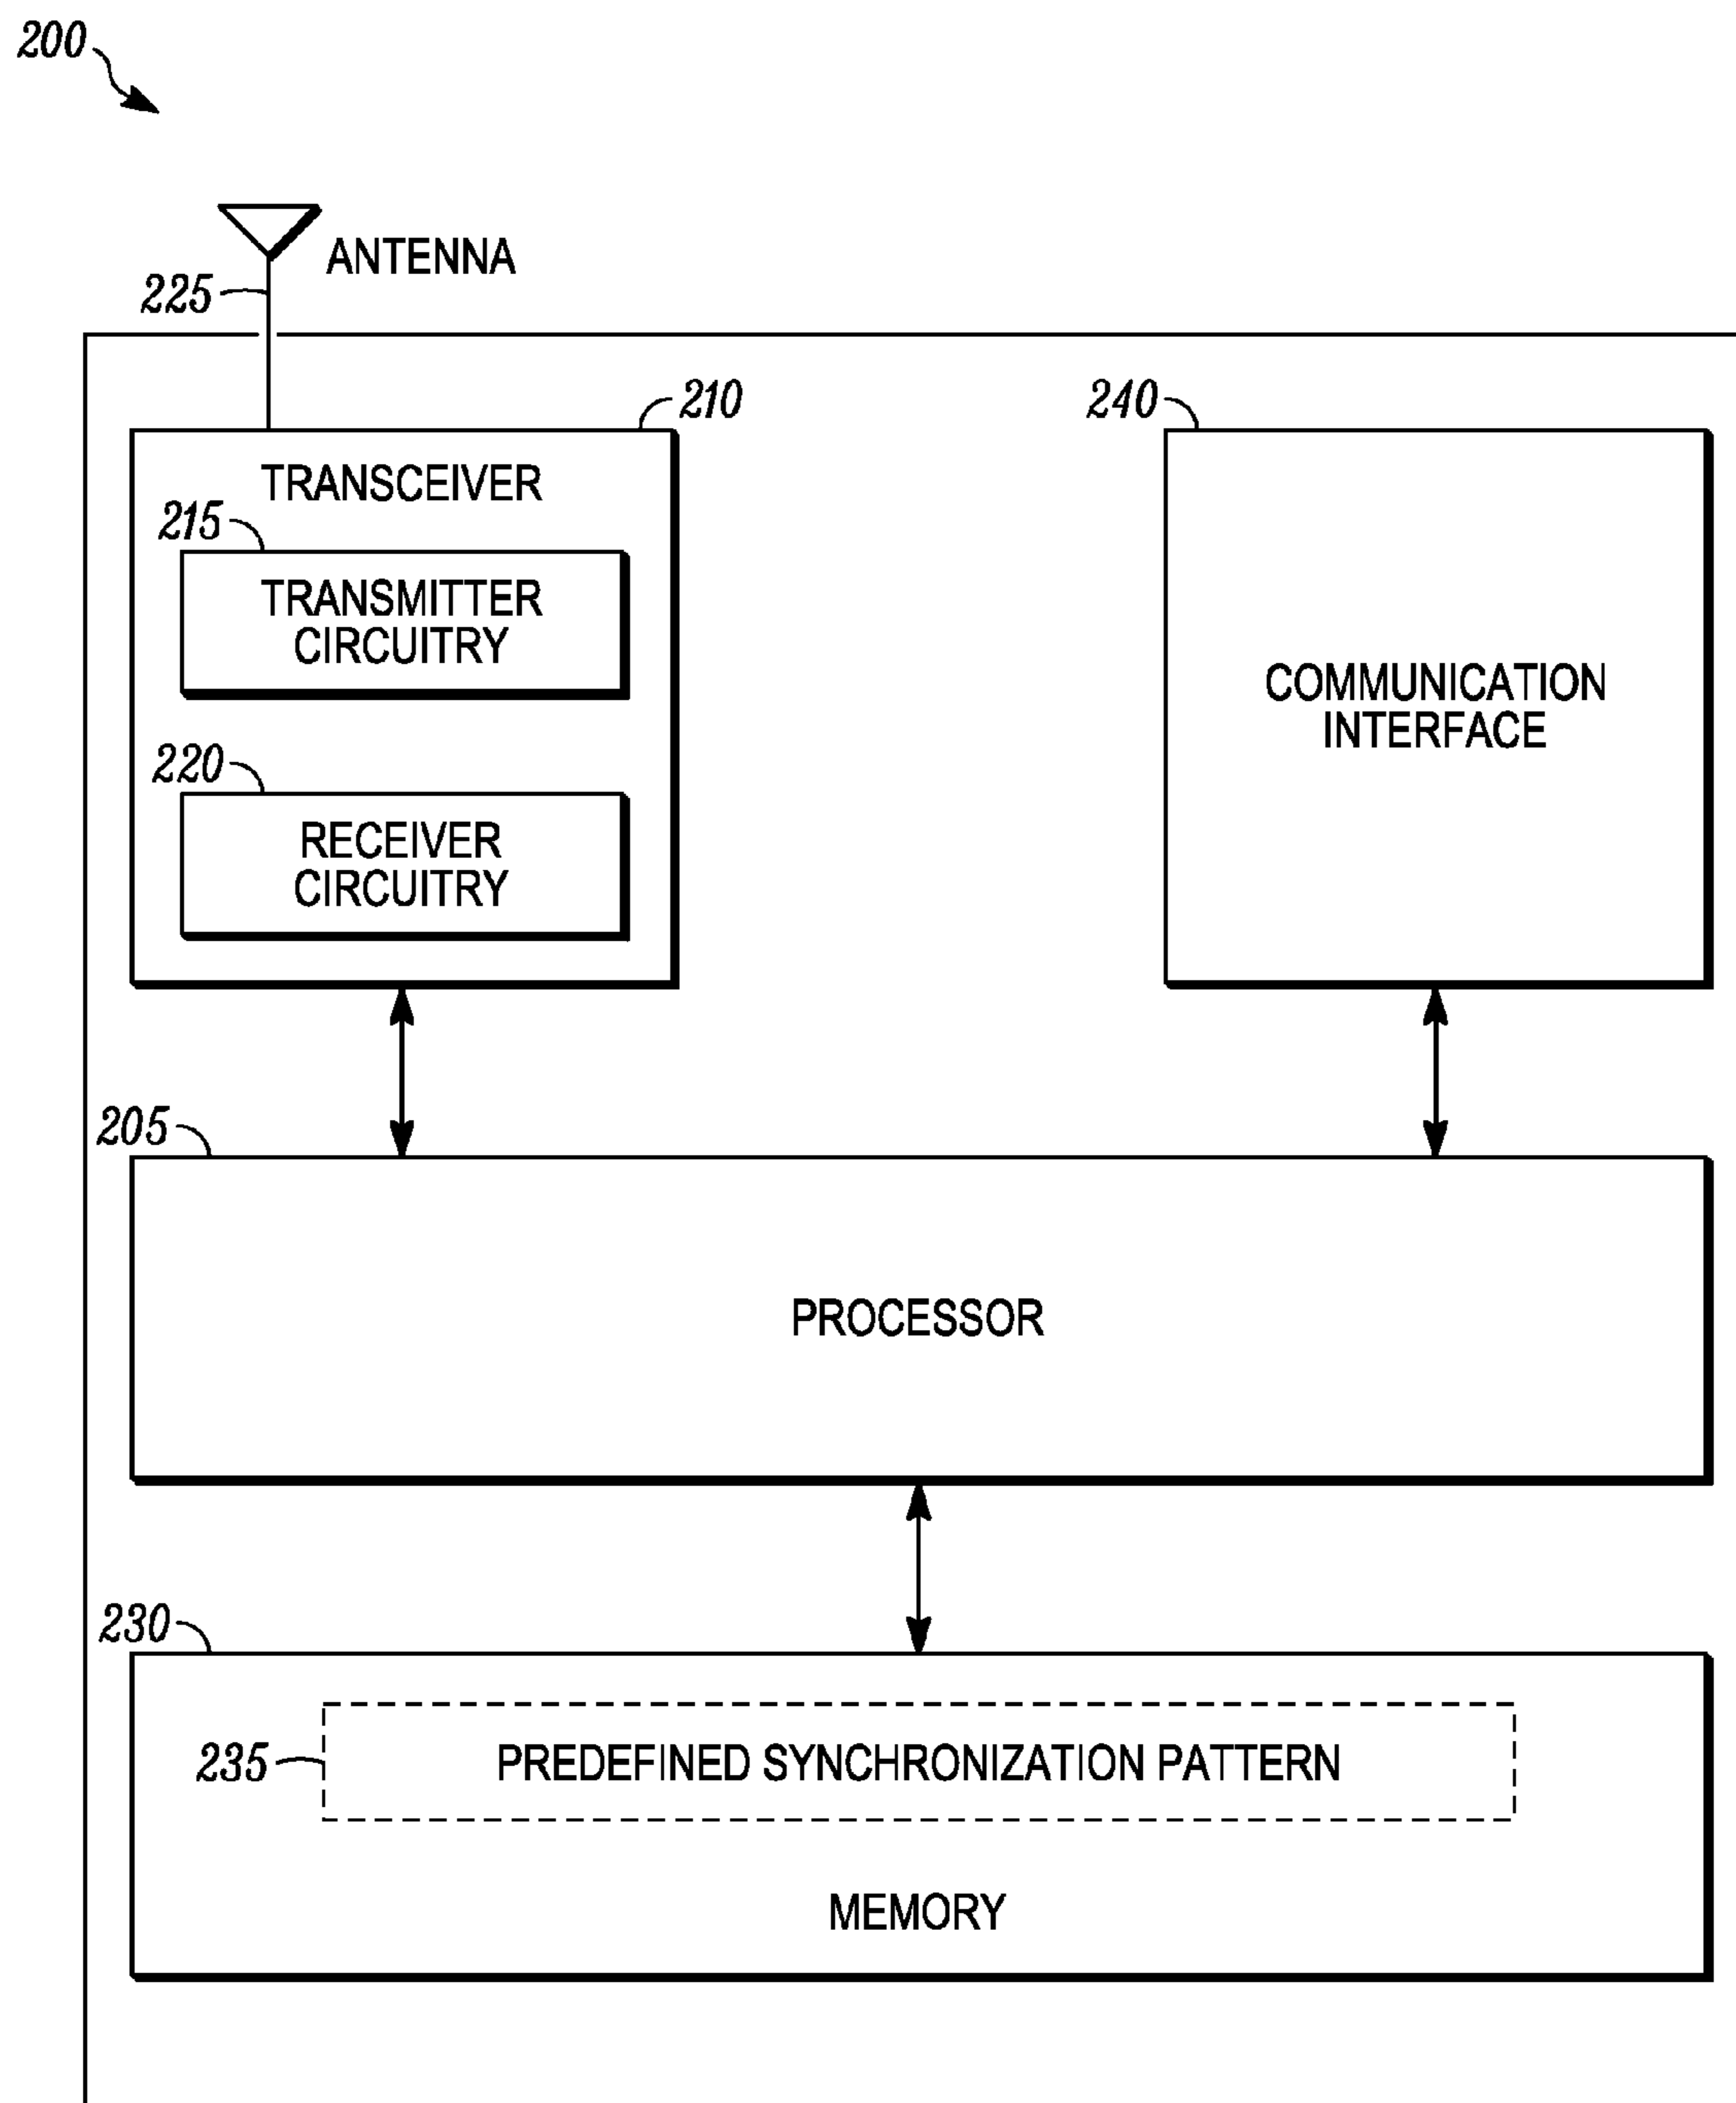 200
ANTENNA
225
210
240
TRANSCEIVER
215
TRANSMITTER
CIRCUITRY
220
RECEIVER
CIRCUITRY
COMMUNICATION
INTERFACE
205
PROCESSOR
230
235
PREDEFINED SYNCHRONIZATION PATTERN
MEMORY